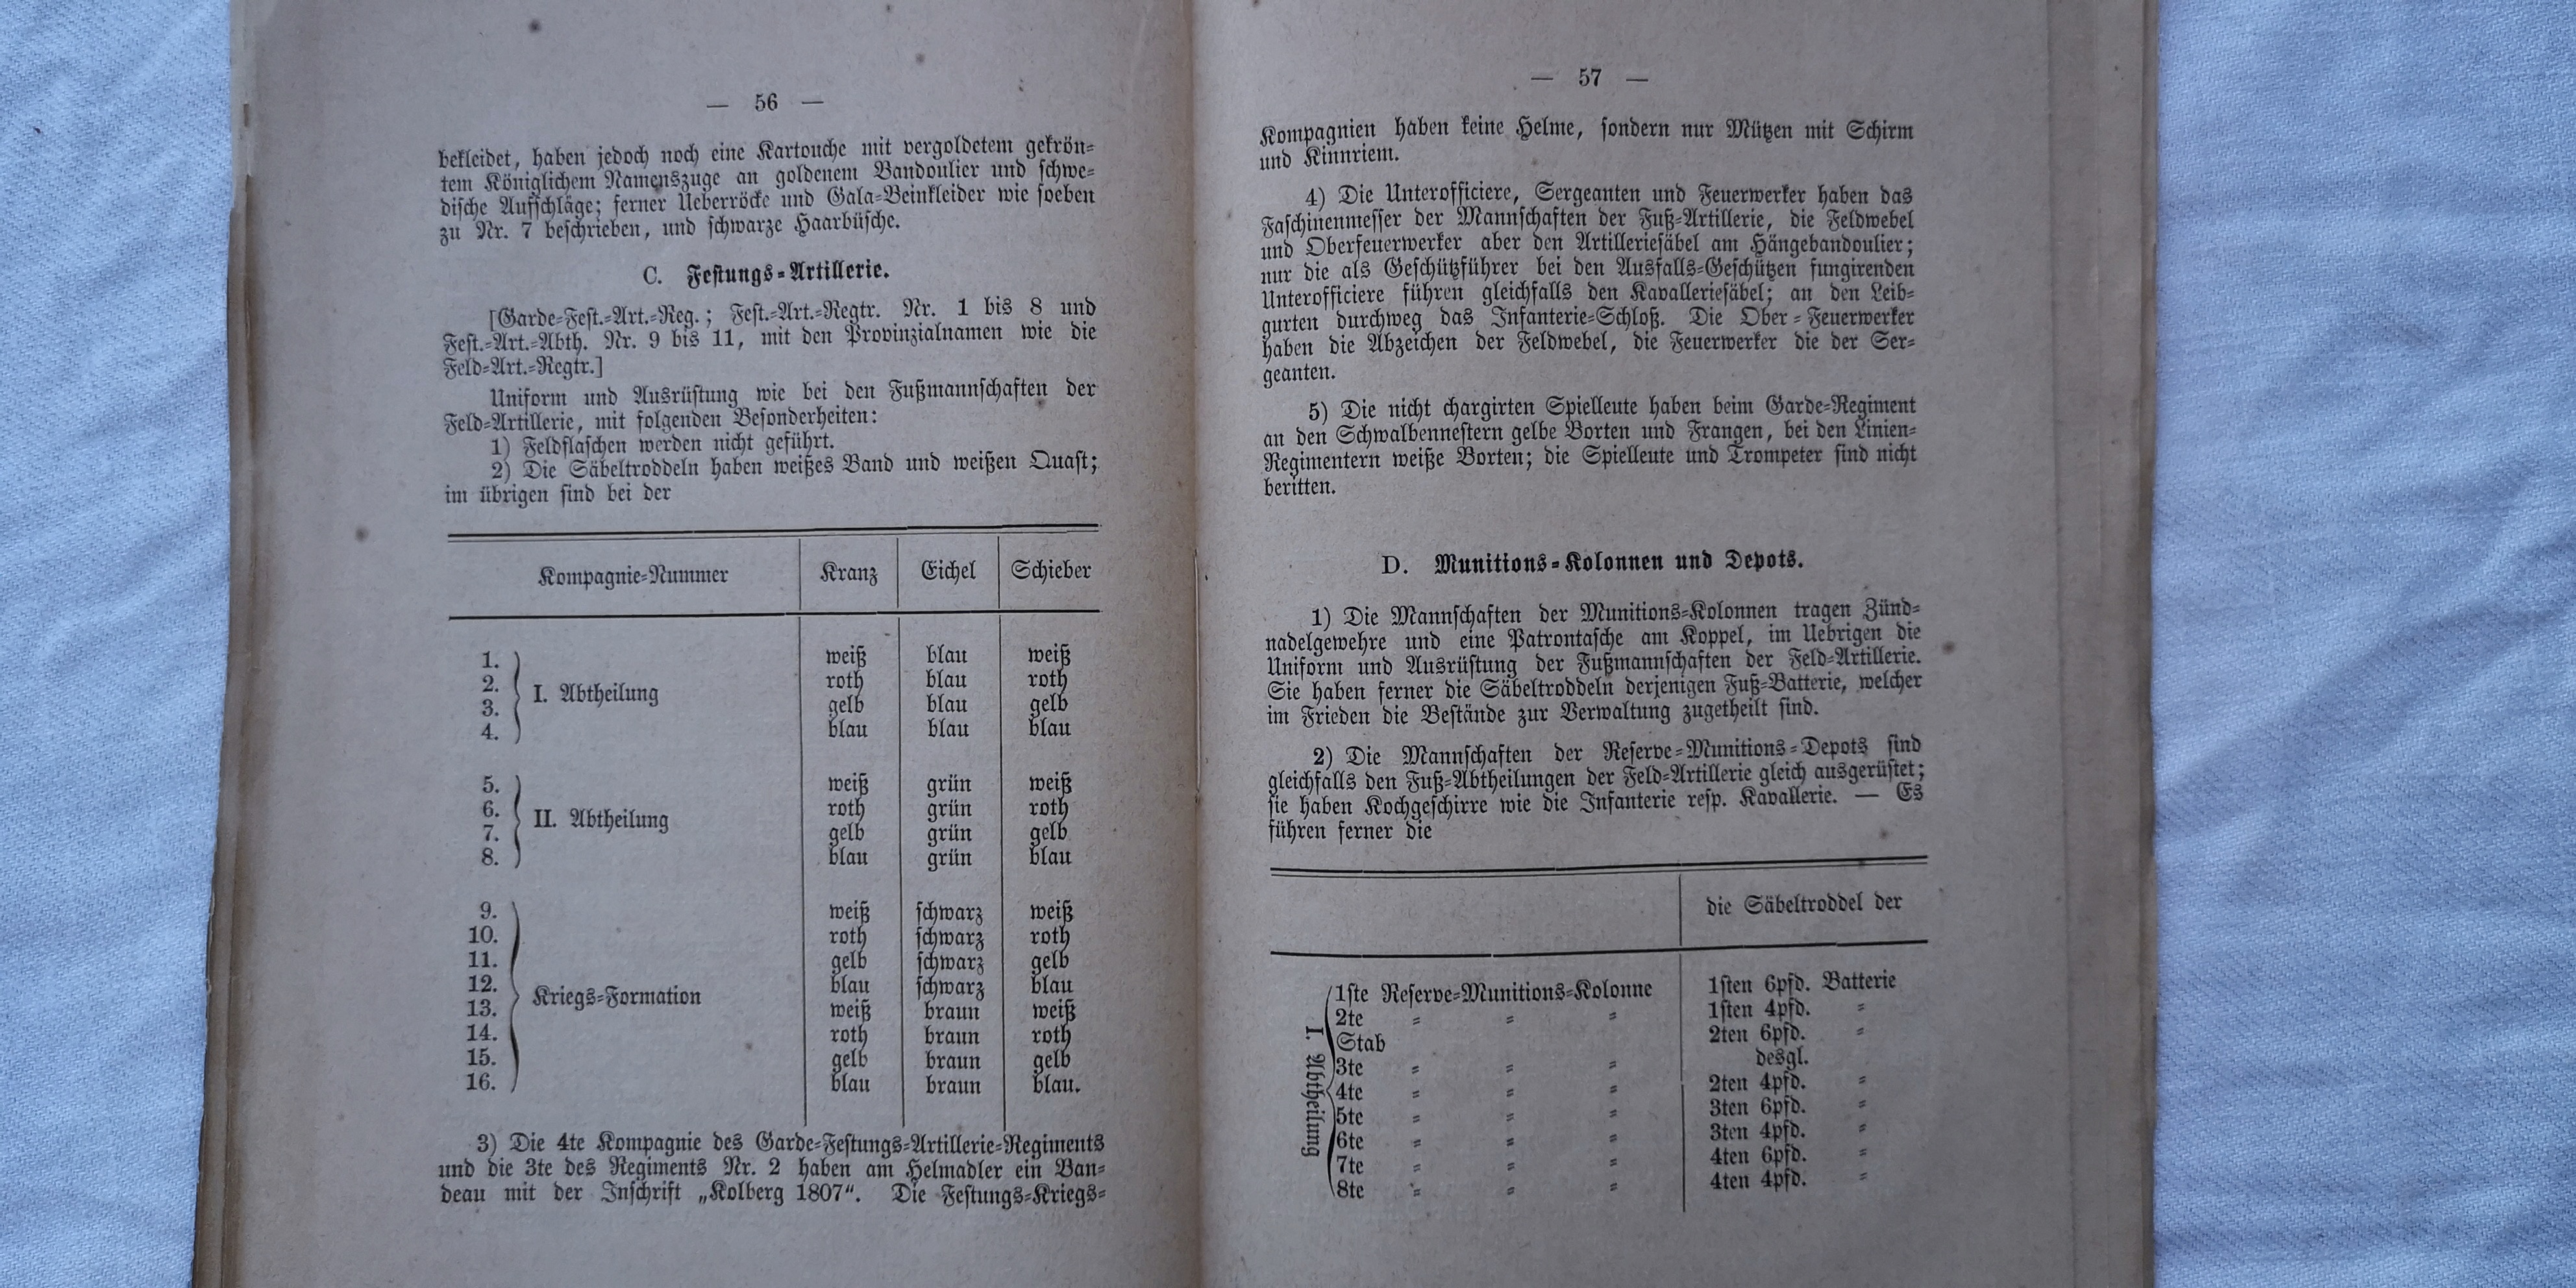 — 56 —
bekleidet, haben jedoch noch eine Kartouche mit vergoldetem gekrön-
tem Königlichem Namenszuge an goldenem Bandoulier und schwe-
dische Aufschläge; ferner Ueberröcke und Gala-Beinkleider wie soeben
zu Nr. 7 beschrieben, und schwarze Haarbüsche.
C. Festungs-Artillerie.
[Garde-Fest.-Art.-Reg.; Fest.-Art.-Regtr. Nr. 1 bis 8 und
Fest.-Art.-Abth. Nr. 9 bis 11, mit den Provinzialnamen wie die
Feld-Art.-Regtr.]
Uniform und Ausrüstung wie bei den Fußmannschaften der
Feld-Artillerie, mit folgenden Besonderheiten:
1) Feldflaschen werden nicht geführt.
2) Die Säbeltroddeln haben weißes Band und weißen Quast;
im übrigen sind bei der
Kompagnie-Nummer Kranz Eichel Schieber
1. weiß blau weiß
2. roth blau roth
I. Abtheilung
3. gelb blau gelb
4. blau blau blau
5. weiß grün weiß
6. roth grün roth
II. Abtheilung
7. gelb grün gelb
8. blau grün blau
9. weiß schwarz weiß
10. roth schwarz roth
11. gelb schwarz gelb
12. blau schwarz blau
Kriegs-Formation
13. weiß braun weiß
14. roth braun roth
15. gelb braun gelb
16. blau braun blau.
3) Die 4te Kompagnie des Garde-Festungs-Artillerie-Regiments
und die 3te des Regiments Nr. 2 haben am Helmadler ein Ban-
deau mit der Inschrift „Kolberg 1807“. Die Festungs-Kriegs-
— 57 —
Kompagnien haben keine Helme, sondern nur Mützen mit Schirm
und Kinnriem.
4) Die Unterofficiere, Sergeanten und Feuerwerker haben das
Faschinenmesser der Mannschaften der Fuß-Artillerie, die Feldwebel
und Oberfeuerwerker aber den Artilleriesäbel am Hängebandoulier;
nur die als Geschützführer bei den Ausfalls-Geschützen fungirenden
Unterofficiere führen gleichfalls den Kavalleriesäbel; an den Leib-
gurten durchweg das Infanterie-Schloß. Die Ober-Feuerwerker
haben die Abzeichen der Feldwebel, die Feuerwerker die der Ser-
geanten.
5) Die nicht chargirten Spielleute haben beim Garde-Regiment
an den Schwalbennestern gelbe Borten und Frangen, bei den Linien-
Regimentern weiße Borten; die Spielleute und Trompeter sind nicht
beritten.
D. Munitions-Kolonnen und Depots.
1) Die Mannschaften der Munitions-Kolonnen tragen Zünd-
nadelgewehre und eine Patrontasche am Koppel, im Uebrigen die
Uniform und Ausrüstung der Fußmannschaften der Feld-Artillerie.
Sie haben ferner die Säbeltroddeln derjenigen Fuß-Batterie, welcher
im Frieden die Bestände zur Verwaltung zugetheilt sind.
2) Die Mannschaften der Reserve-Munitions-Depots sind
gleichfalls den Fuß-Abtheilungen der Feld-Artillerie gleich ausgerüstet;
sie haben Kochgeschirre wie die Infanterie resp. Kavallerie. — Es
führen ferner die
die Säbeltroddel der
I. Abtheilung
1ste Reserve-Munitions-Kolonne 1sten 6pfd. Batterie
2te = = = 1sten 4pfd. =
Stab 2ten 6pfd. =
3te = = = desgl.
4te = = = 2ten 4pfd. =
5te = = = 3ten 6pfd. =
6te = = = 3ten 4pfd. =
7te = = = 4ten 6pfd. =
8te = = = 4ten 4pfd. =